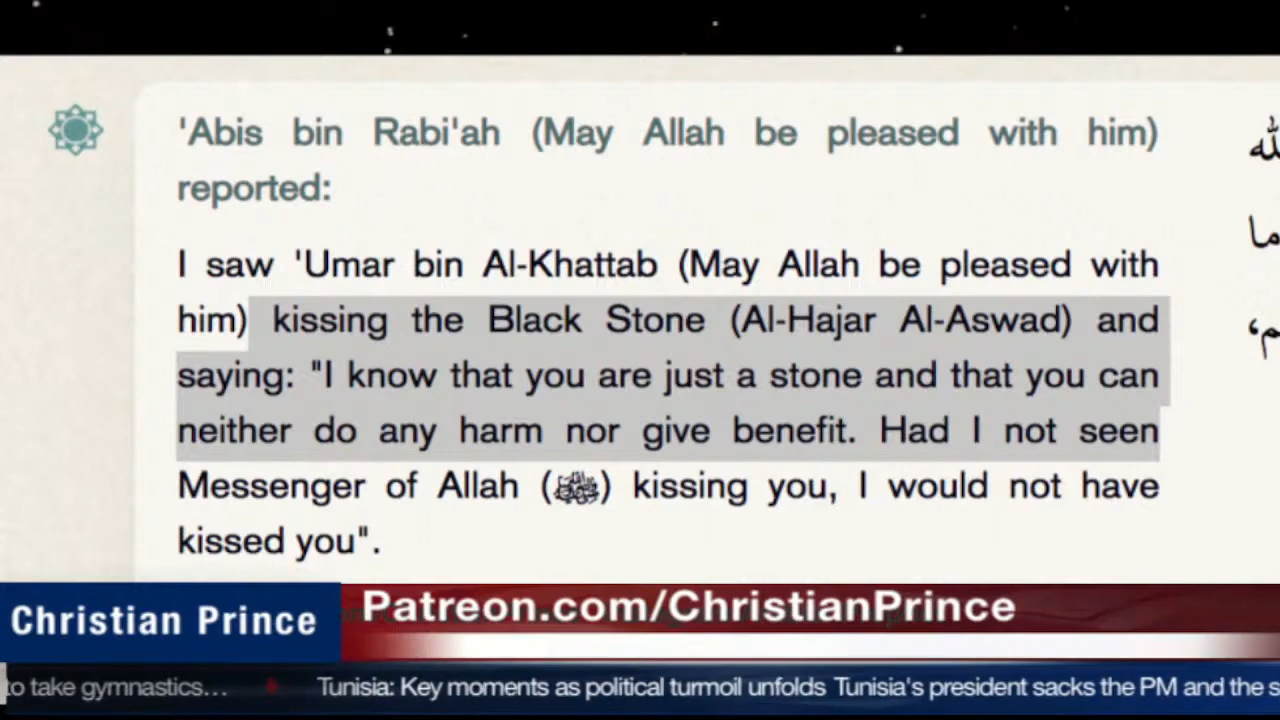 'Abis bin Rabi'ah (May Allah be pleased with him)
reported:
I saw 'Umar bin Al-Khattab (May Allah be pleased with
him) kissing the Black Stone (Al-Hajar Al-Aswad) and
saying: "I know that you are just a stone and that you can
neither do any harm nor give benefit. Had I not seen
Messenger of Allah (ﷺ) kissing you, I would not have
kissed you".
ما
Christian Prince
Patreon.com/ChristianPrince
to take gymnastics... Tunisia: Key moments as political turmoil unfolds Tunisia's president sacks the PM and the s